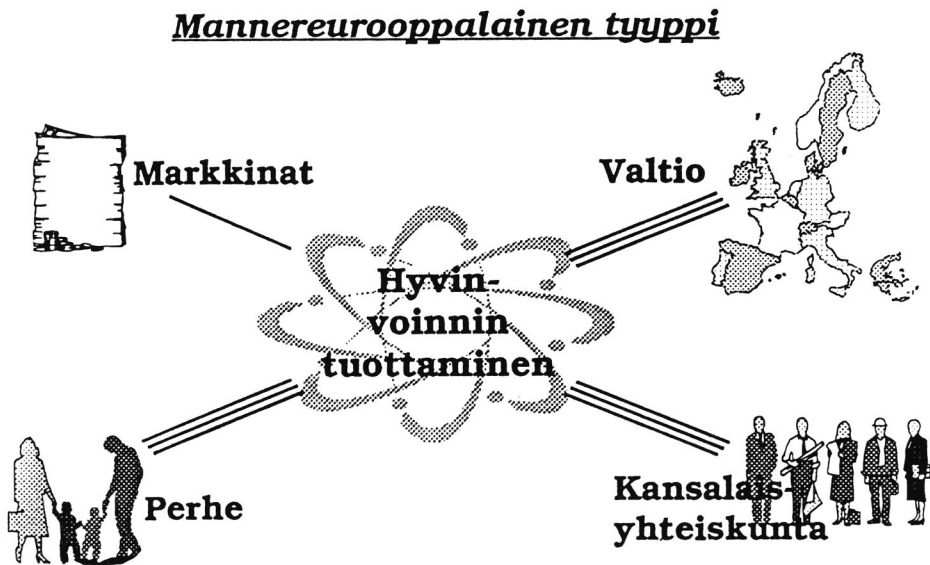 Mannereurooppalainen tyyppi
Markkinat
Valtio
Hyvin-
voinnin
tuottaminen
Perhe
Kansalais-
yhteiskunta